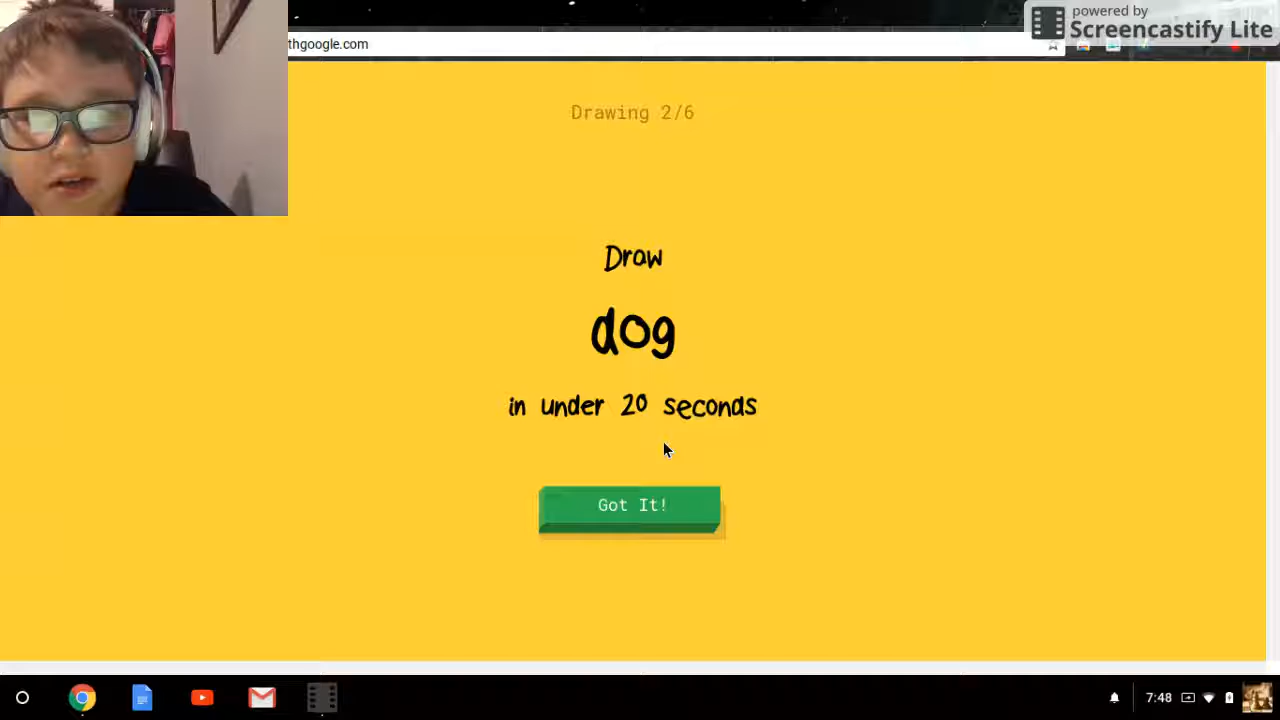 powered by
Screencastify Lite
thgoogle.com
Drawing 2/6
Draw
dog
in under 20 seconds
Got It!
7:48